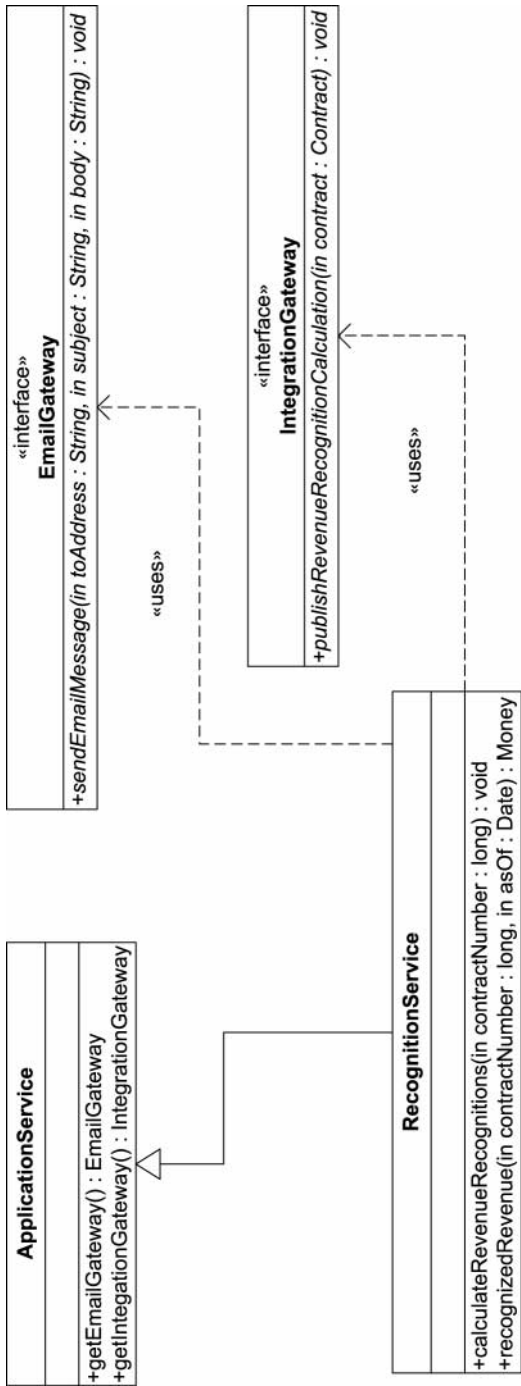 ApplicationService
+getEmailGateway() : EmailGateway
+getIntegationGateway() : IntegrationGateway
«interface»
EmailGateway
+sendEmailMessage(in toAddress : String, in subject : String, in body : String) : void
«uses»
«interface»
IntegrationGateway
+publishRevenueRecognitionCalculation(in contract : Contract) : void
«uses»
RecognitionService
+calculateRevenueRecognitions(in contractNumber : long) : void
+recognizedRevenue(in contractNumber : long, in asOf : Date) : Money